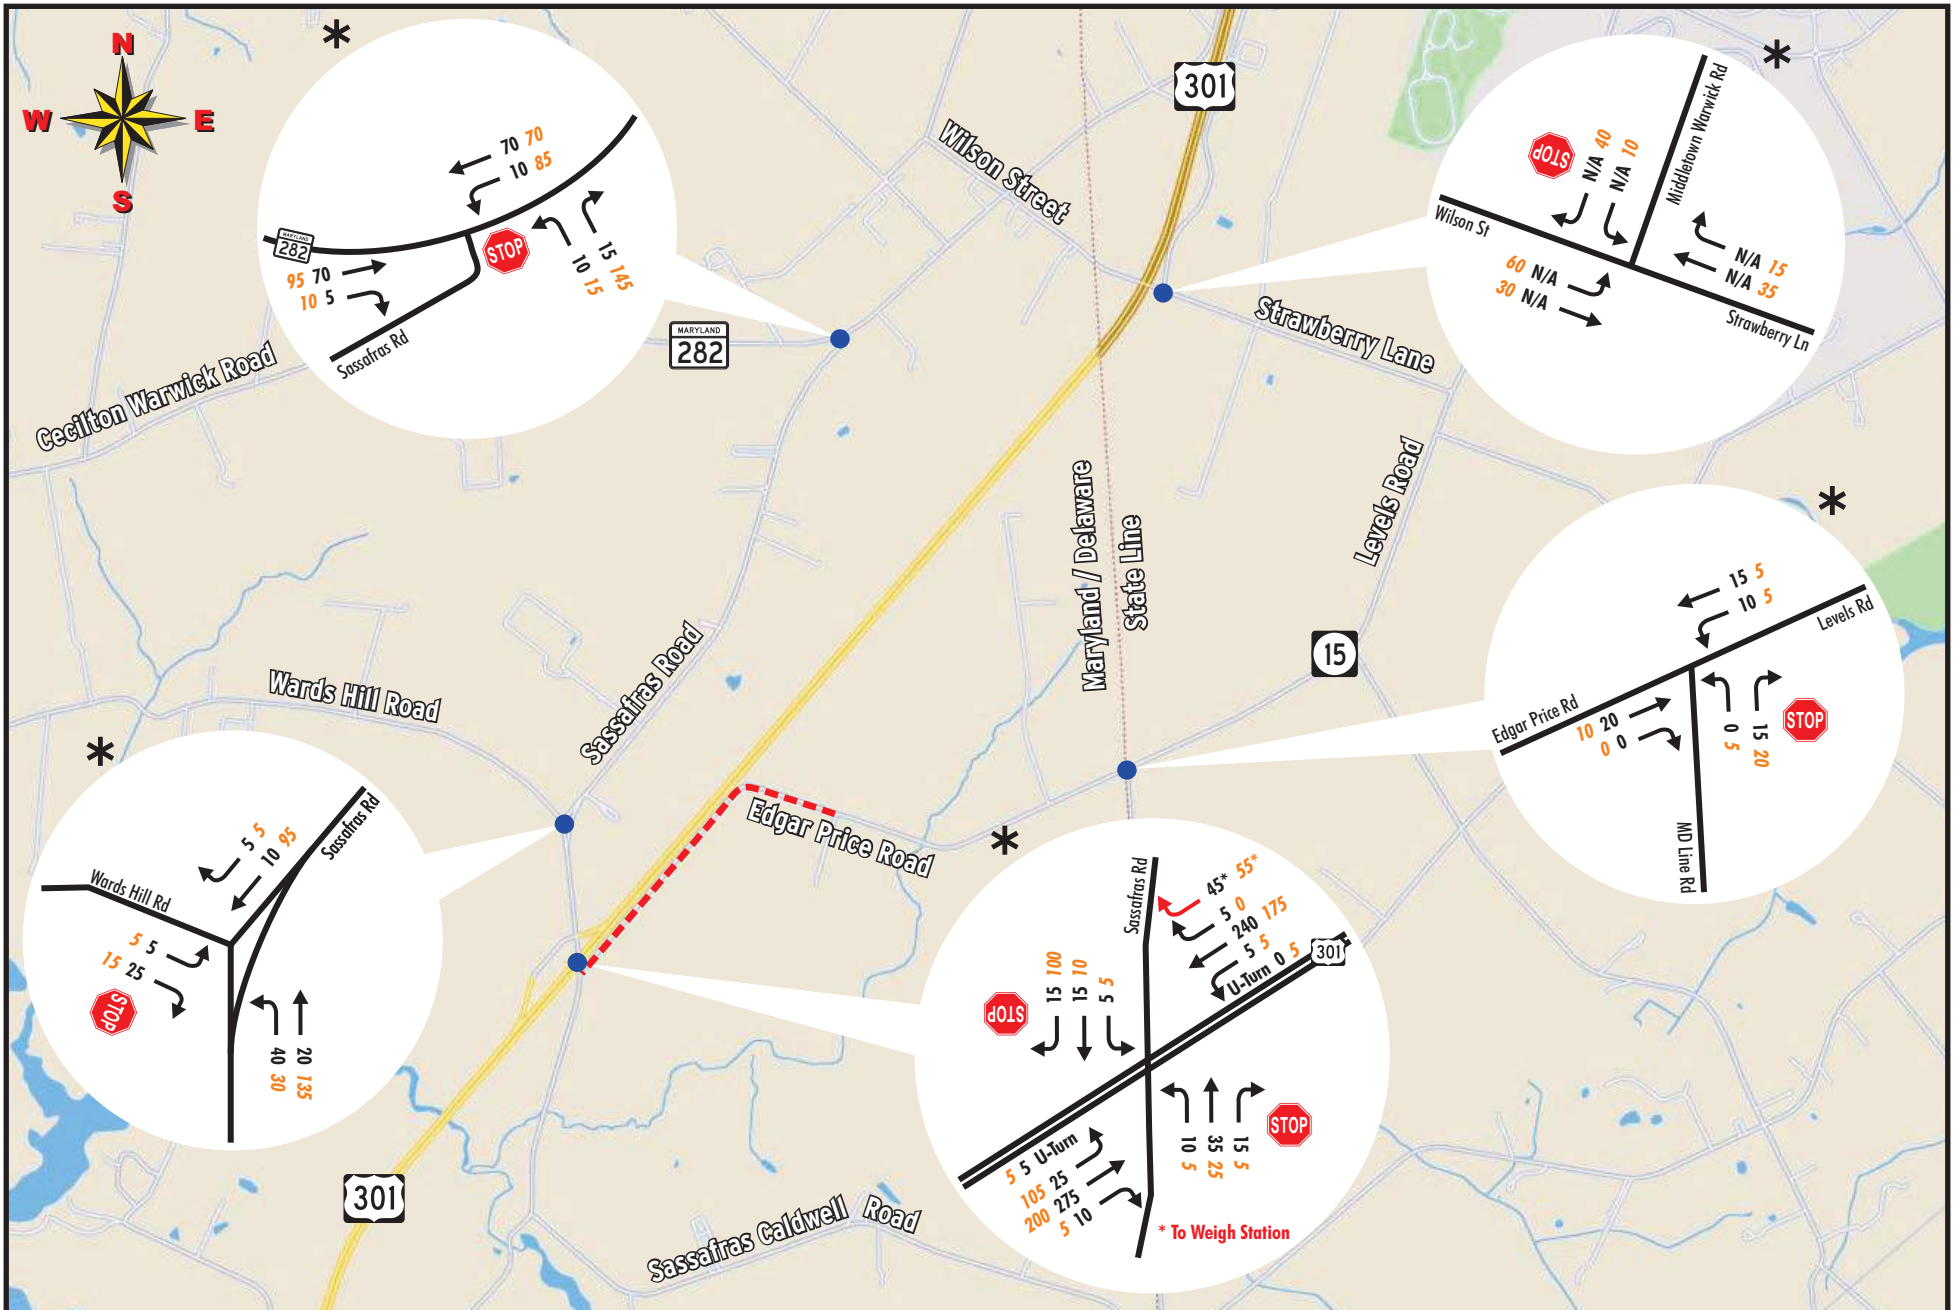 N
W
E
S
*
70 70
10 85
MARYLAND
282
95 70
10 5
STOP
10 15
15 145
Sassafras Rd
Wilson Street
301
*
STOP
N/A 40
N/A 10
Middletown Warwick Rd
Wilson St
60 N/A
30 N/A
N/A 15
N/A 35
Strawberry Ln
MARYLAND
282
Strawberry Lane
Cecilton Warwick Road
Levels Road
Maryland / Delaware
State Line
15
Sassafras Road
Wards Hill Road
*
15 5
10 5
Levels Rd
Edgar Price Rd
10 20
0 0
0 5
15 20
STOP
MD Line Rd
*
5 5
10 95
Sassafras Rd
Wards Hill Rd
5 5
15 25
STOP
40 30
20 135
Edgar Price Road
*
Sassafras Rd
45* 55*
5 0
240 175
5 5
U-Turn 0 5
301
STOP
15 100
15 10
5 5
5 5 U-Turn
105 25
200 275
5 10
10 5
35 25
15 5
STOP
* To Weigh Station
301
Sassafras Caldwell Road